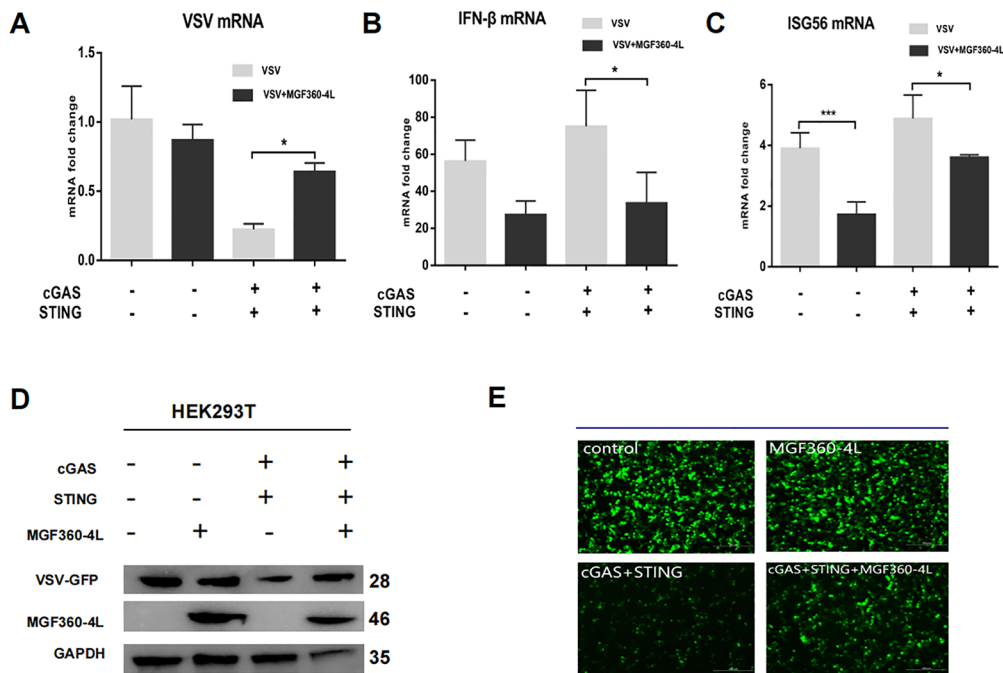 A
VSV mRNA
VSV
VSV+MGF360-4L
mRNA fold change
1.5
1.0
0.5
0.0
*
cGAS - - + +
STING - - + +
B
IFN-β mRNA
VSV
VSV+MGF360-4L
mRNA fold change
100
80
60
40
20
0
*
cGAS - - + +
STING - - + +
C
ISG56 mRNA
VSV
VSV+MGF360-4L
mRNA fold change
6
4
2
0
***
*
cGAS - - + +
STING - - + +
D
HEK293T
cGAS - - + +
STING - - + +
MGF360-4L - + - +
VSV-GFP 28
MGF360-4L 46
GAPDH 35
E
control
MGF360-4L
cGAS+STING
cGAS+STING+MGF360-4L